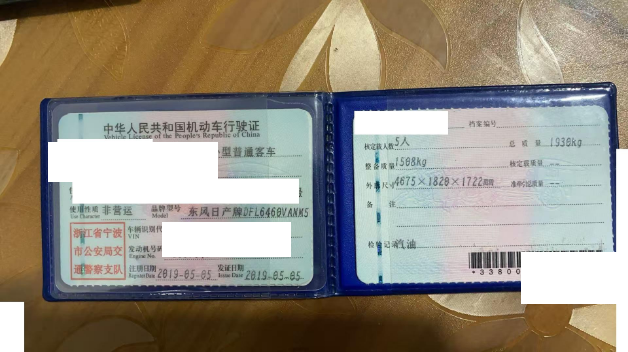 中华人民共和国机动车行驶证
Vehicle License of the People's Republic of China
型普通客车
使用性质 非营运 品牌型号 东风日产牌DFL6460VANM5
Use Character Model
浙江省宁波
市公安局交
通警察支队
车辆识别代
VIN
发动机号码
Engine No.
注册日期 2019-05-05 发证日期 2019-05-05
Register Date Issue Date
档案编号
核定载人数 5人 总质量 1936kg
整备质量 1508kg 核定载质量 --
外廓尺寸 4675×1820×1722mm 准牵引总质量 --
备注
检验记录 汽油
*33800